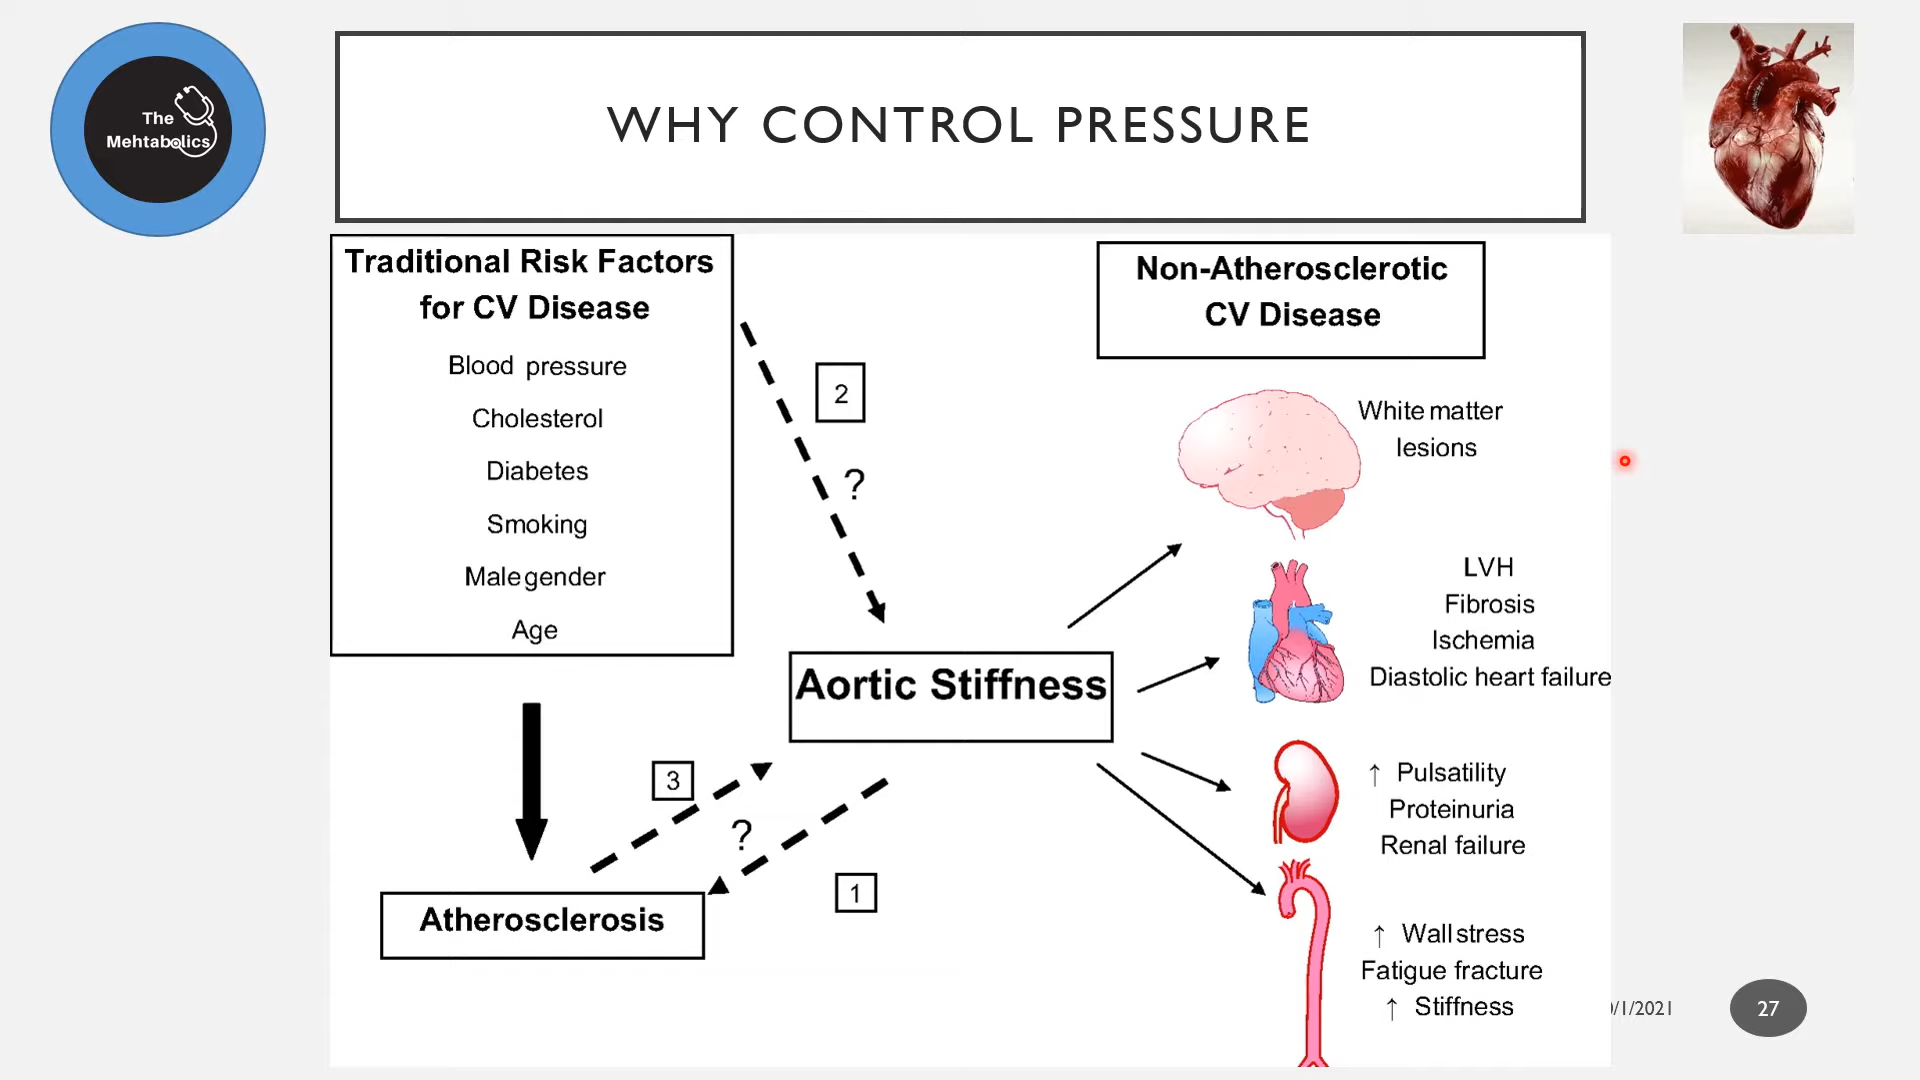 The
Mehtabolics
WHY CONTROL PRESSURE
Traditional Risk Factors
for CV Disease
Blood pressure
Cholesterol
Diabetes
Smoking
Male gender
Age
2
?
Non-Atherosclerotic
CV Disease
White matter
lesions
LVH
Fibrosis
Ischemia
Diastolic heart failure
Aortic Stiffness
3
?
1
Atherosclerosis
↑ Pulsatility
Proteinuria
Renal failure
↑ Wall stress
Fatigue fracture
↑ Stiffness
/1/2021
27